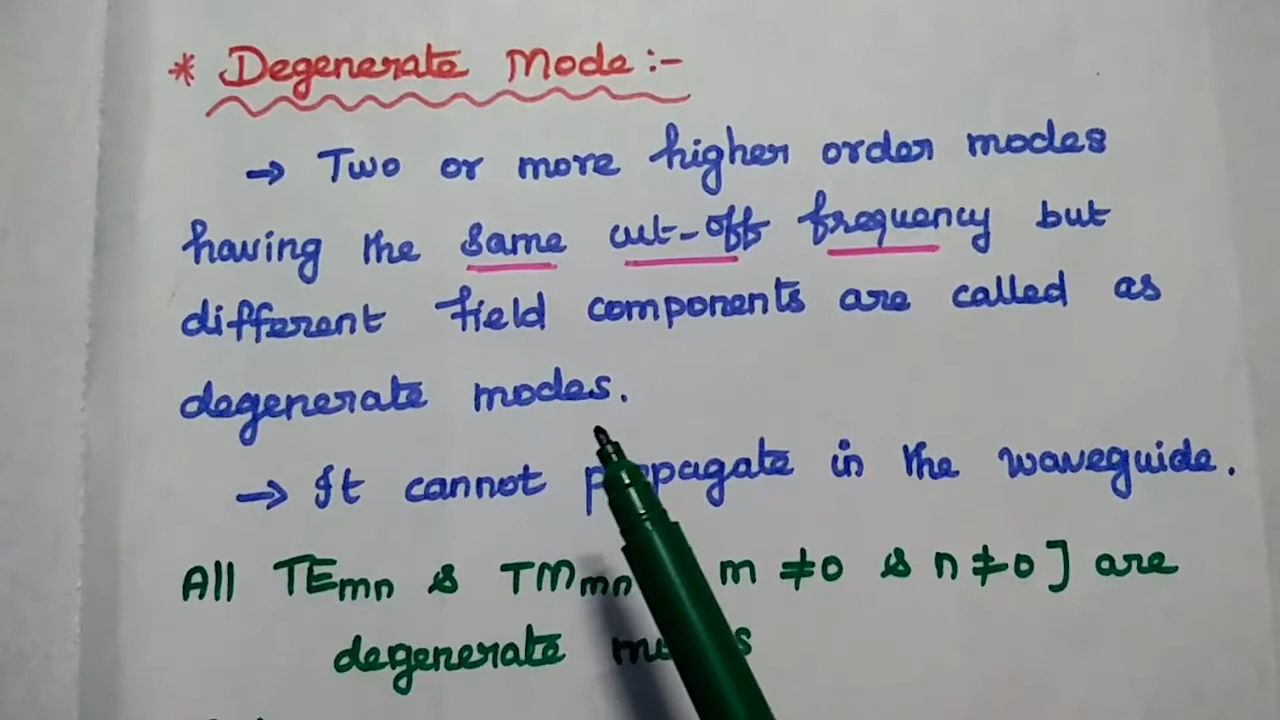 * Degenerate Mode :-
→ Two or more higher order modes
having the same cut-off frequency but
different field components are called as
degenerate modes.
→ It cannot propagate in the waveguide.
All TEmn & TMmn m ≠ 0 & n ≠ 0 ] are
degenerate